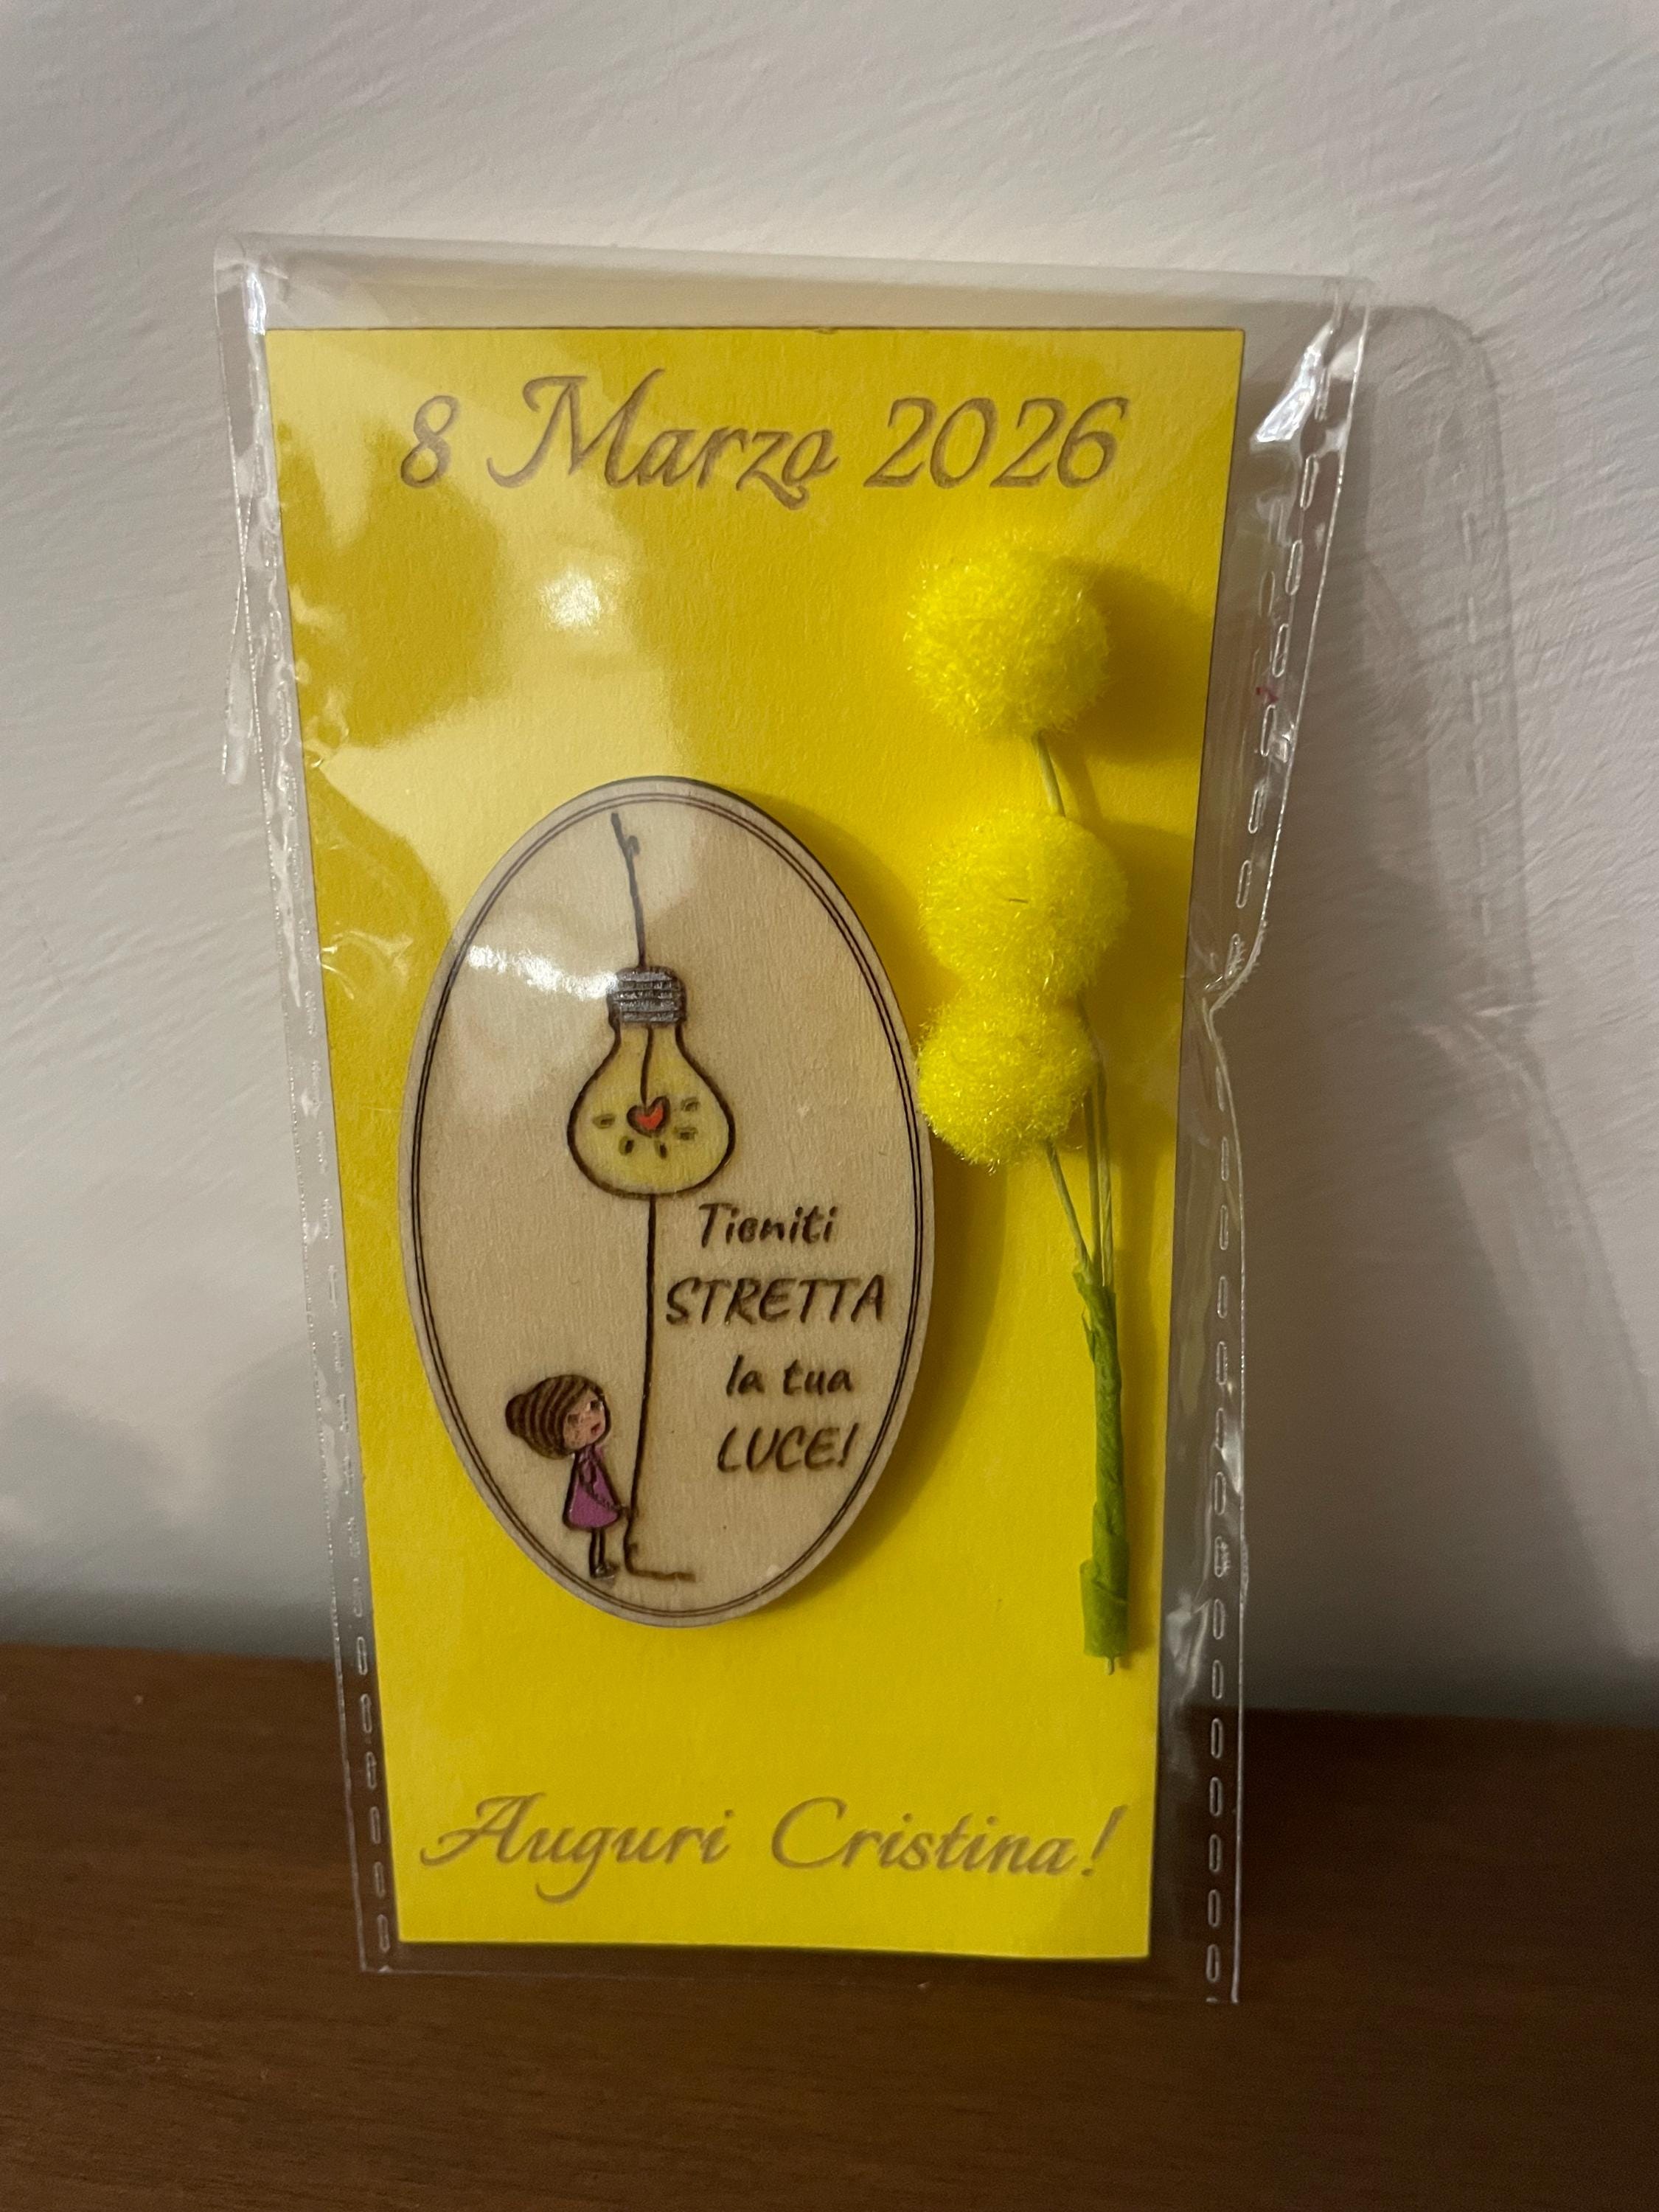 8 Marzo 2026
Tieniti
STRETTA
la tua
LUCE!
Auguri Cristina!